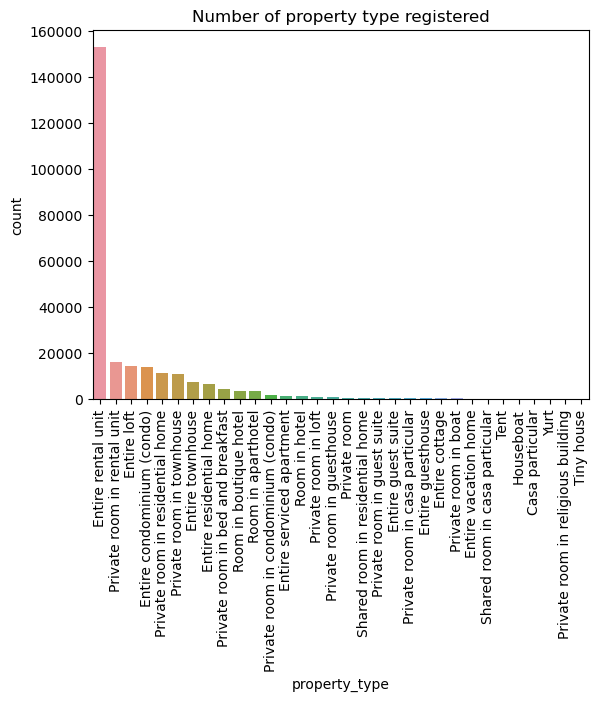 Number of property type registered
160000
140000
120000
100000
80000
60000
40000
20000
0
count
Entire rental unit
Private room in rental unit
Entire loft
Entire condominium (condo)
Private room in residential home
Private room in townhouse
Entire townhouse
Entire residential home
Private room in bed and breakfast
Room in boutique hotel
Room in aparthotel
Private room in condominium (condo)
Entire serviced apartment
Room in hotel
Private room in loft
Private room in guesthouse
Private room
Shared room in residential home
Private room in guest suite
Entire guest suite
Private room in casa particular
Entire guesthouse
Entire cottage
Private room in boat
Entire vacation home
Shared room in casa particular
Tent
Houseboat
Casa particular
Yurt
Private room in religious building
Tiny house
property_type